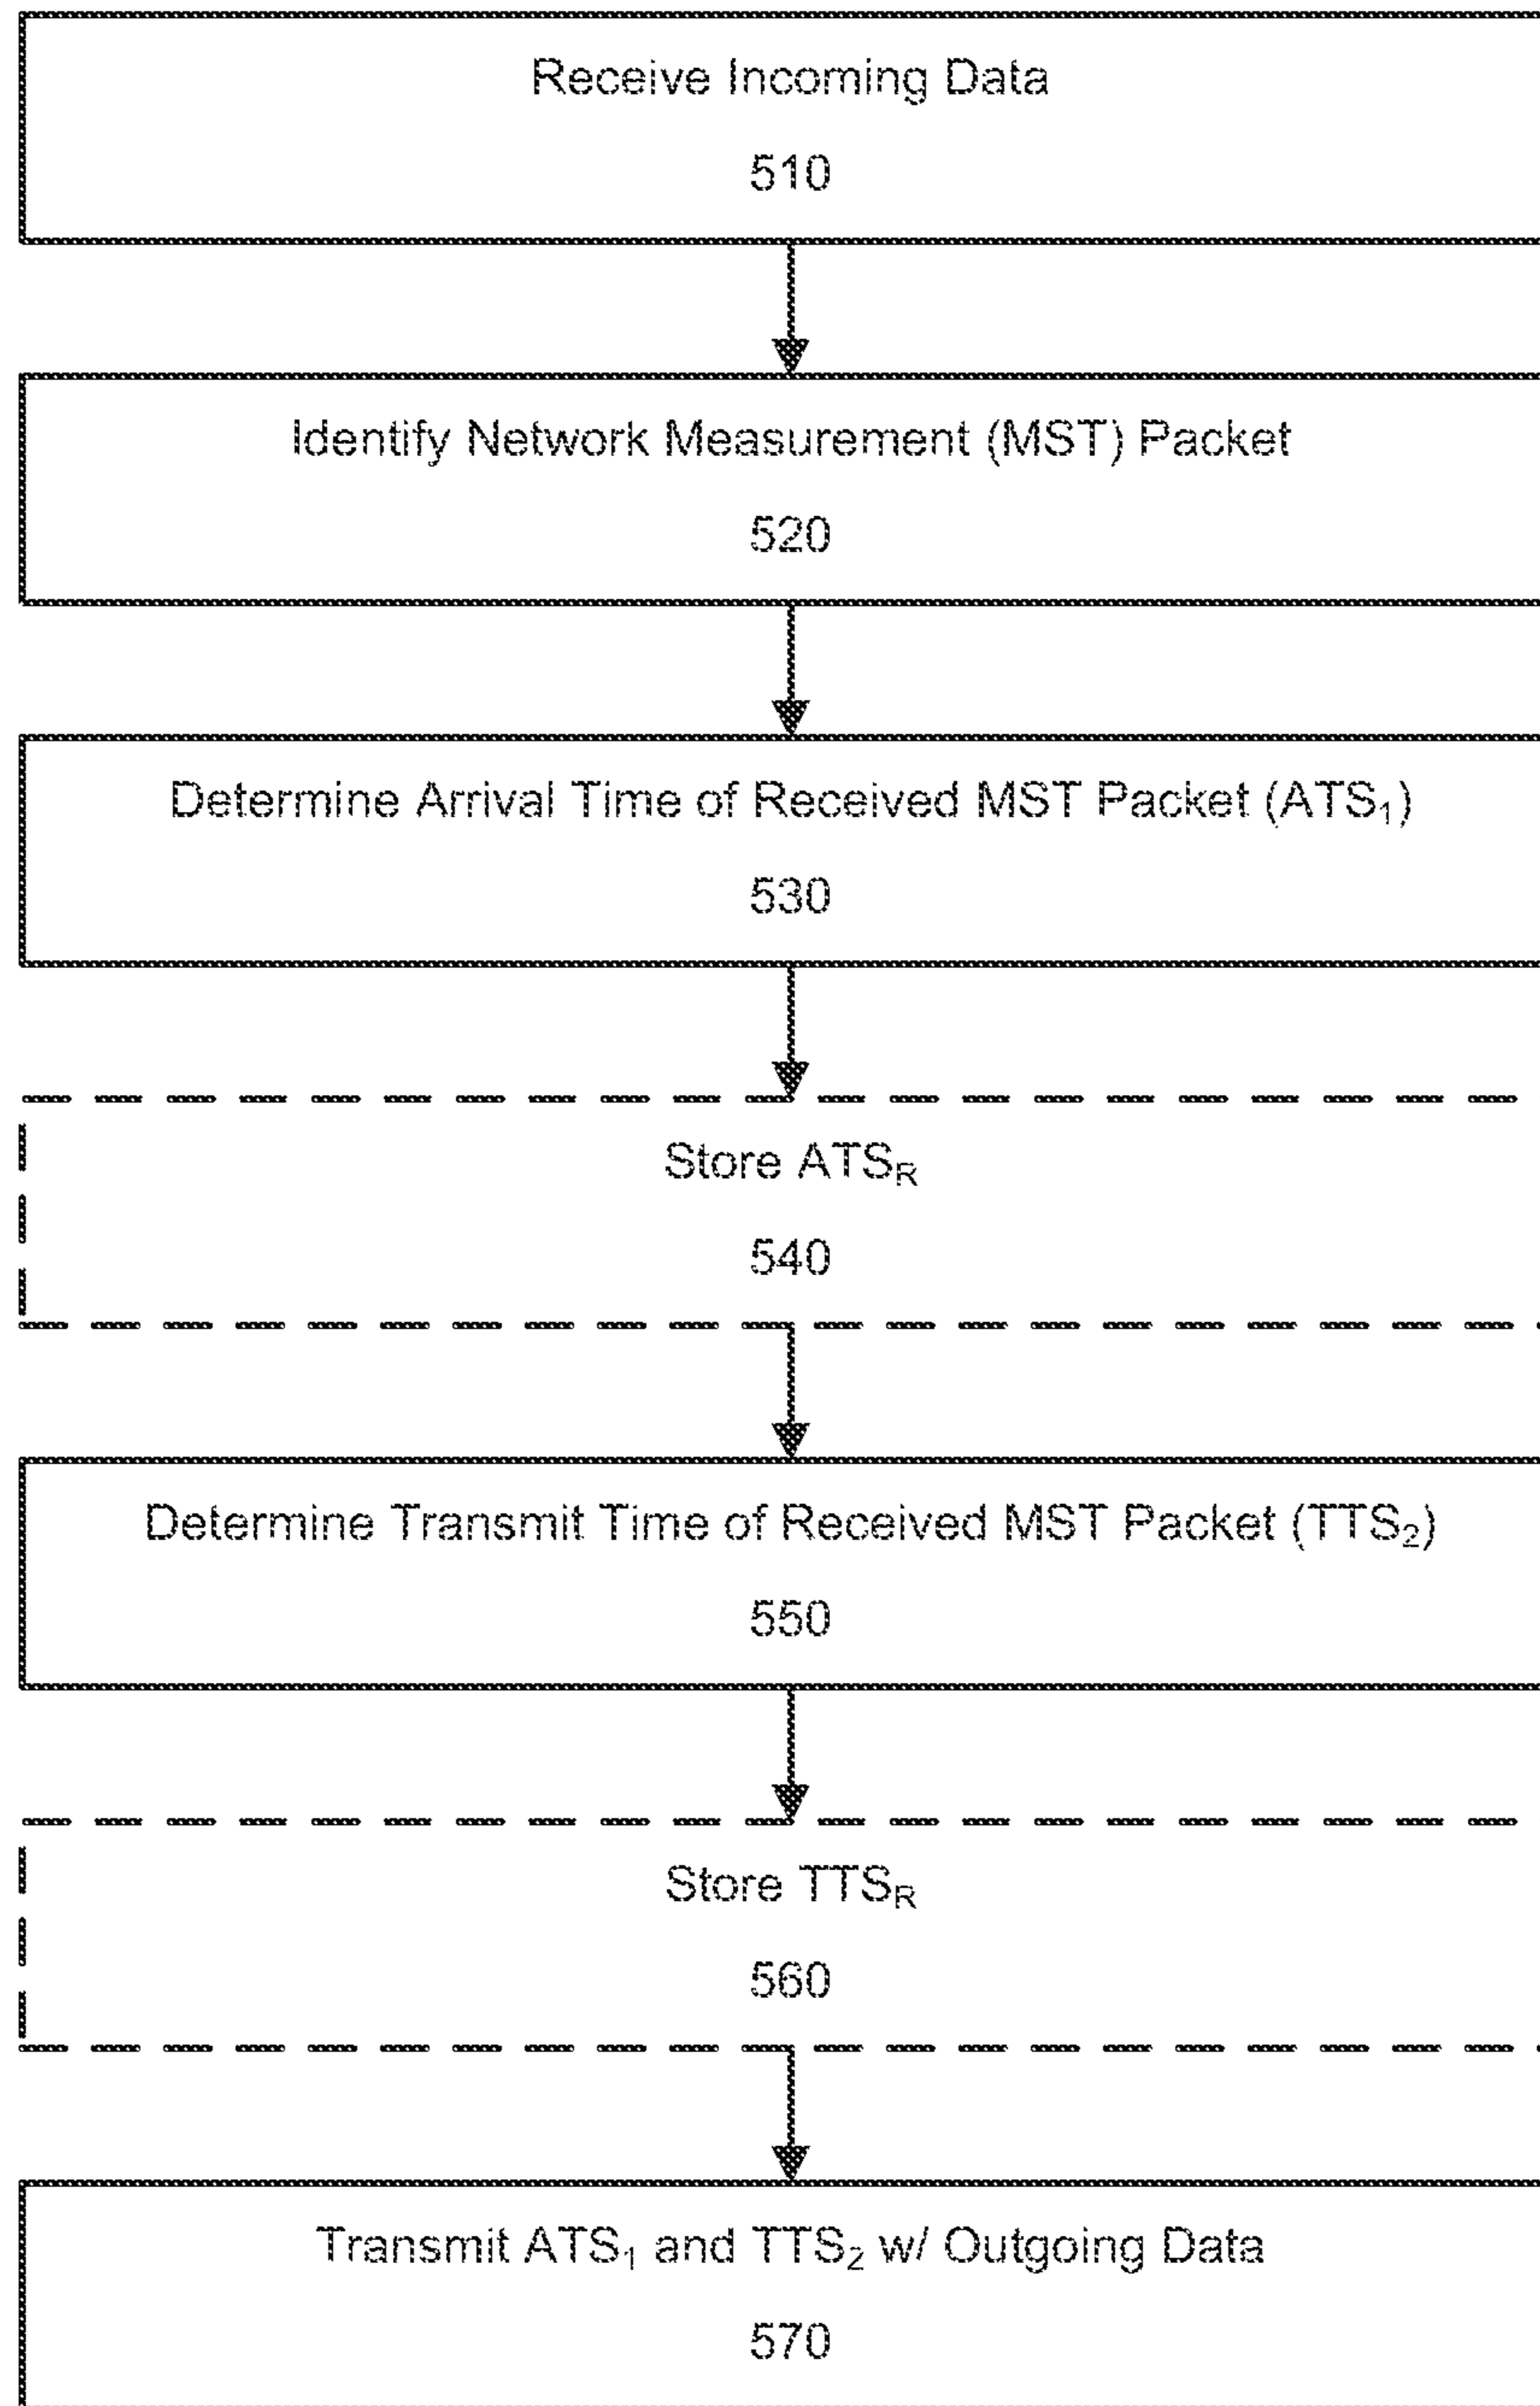 Receive Incoming Data
510
Identify Network Measurement (MST) Packet
520
Determine Arrival Time of Received MST Packet (ATS₁)
530
Store ATS_R
540
Determine Transmit Time of Received MST Packet (TTS₂)
550
Store TTS_R
560
Transmit ATS₁ and TTS₂ w/ Outgoing Data
570